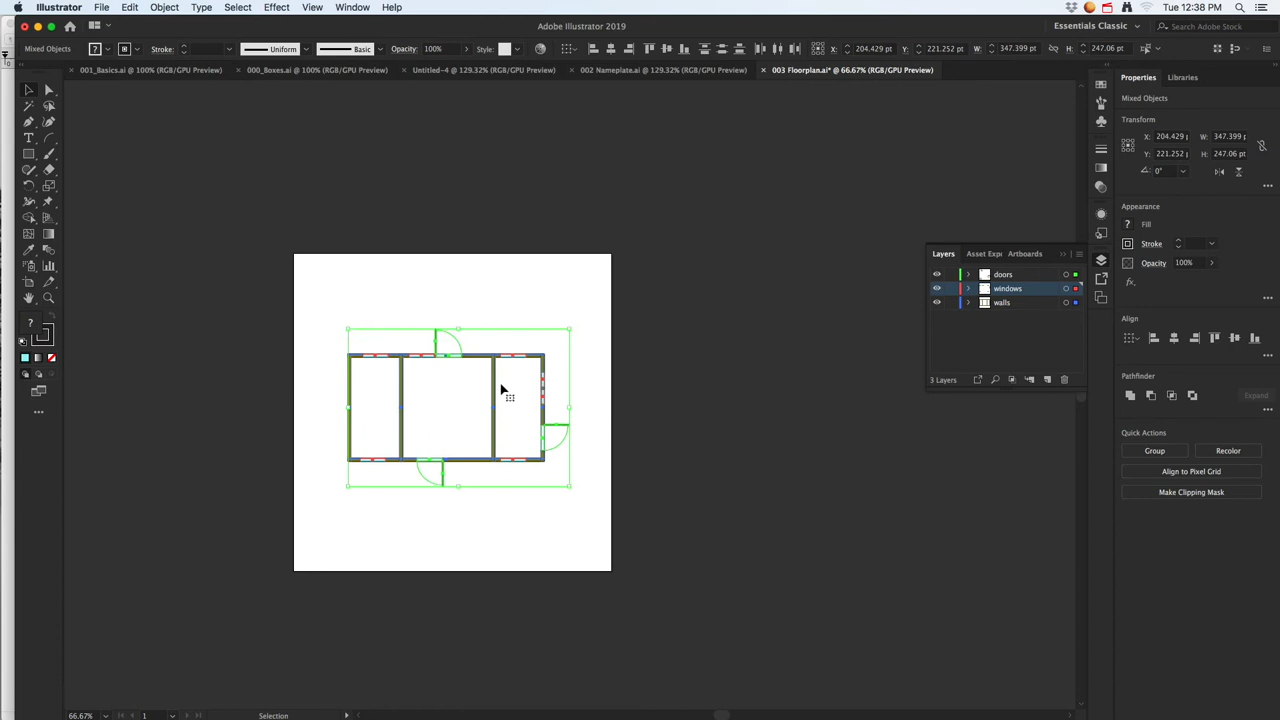 Illustrator File Edit Object Type Select Effect View Window Help Tue 12:38 PM
Adobe Illustrator 2019 Essentials Classic Search Adobe Stock
Mixed Objects ? Stroke: Uniform Basic Opacity: 100% Style: X: 204.429 pt Y: 221.252 pt W: 347.399 pt H: 247.06 pt
× 001_Basics.ai @ 100% (RGB/GPU Preview) × 000_Boxes.ai @ 100% (RGB/GPU Preview) × Untitled-4 @ 129.32% (RGB/GPU Preview) × 002 Nameplate.ai @ 129.32% (RGB/GPU Preview) × 003 Floorplan.ai* @ 66.67% (RGB/GPU Preview)
Properties Libraries
Mixed Objects
Transform
X: 204.429 W: 347.399
Y: 221.252 H: 247.06 pt
0°
Appearance
? Fill
Stroke
Opacity 100%
fx.
Layers Asset Exp Artboards
doors
windows
walls
3 Layers
Align
Pathfinder
Expand
Quick Actions
Group Recolor
Align to Pixel Grid
Make Clipping Mask
?
66.67% 1 Selection